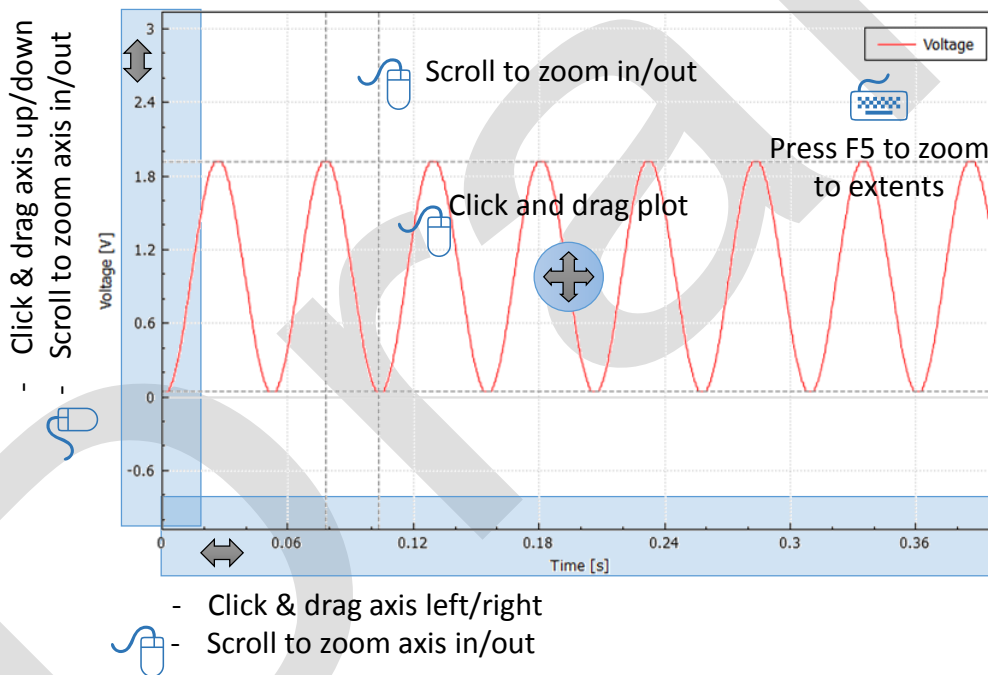 - Click & drag axis up/down
- Scroll to zoom axis in/out
3
2.4
1.8
1.2
0.6
0
-0.6
Voltage [V]
Voltage
Scroll to zoom in/out
Press F5 to zoom
to extents
Click and drag plot
0 0.06 0.12 0.18 0.24 0.3 0.36
Time [s]
- Click & drag axis left/right
- Scroll to zoom axis in/out